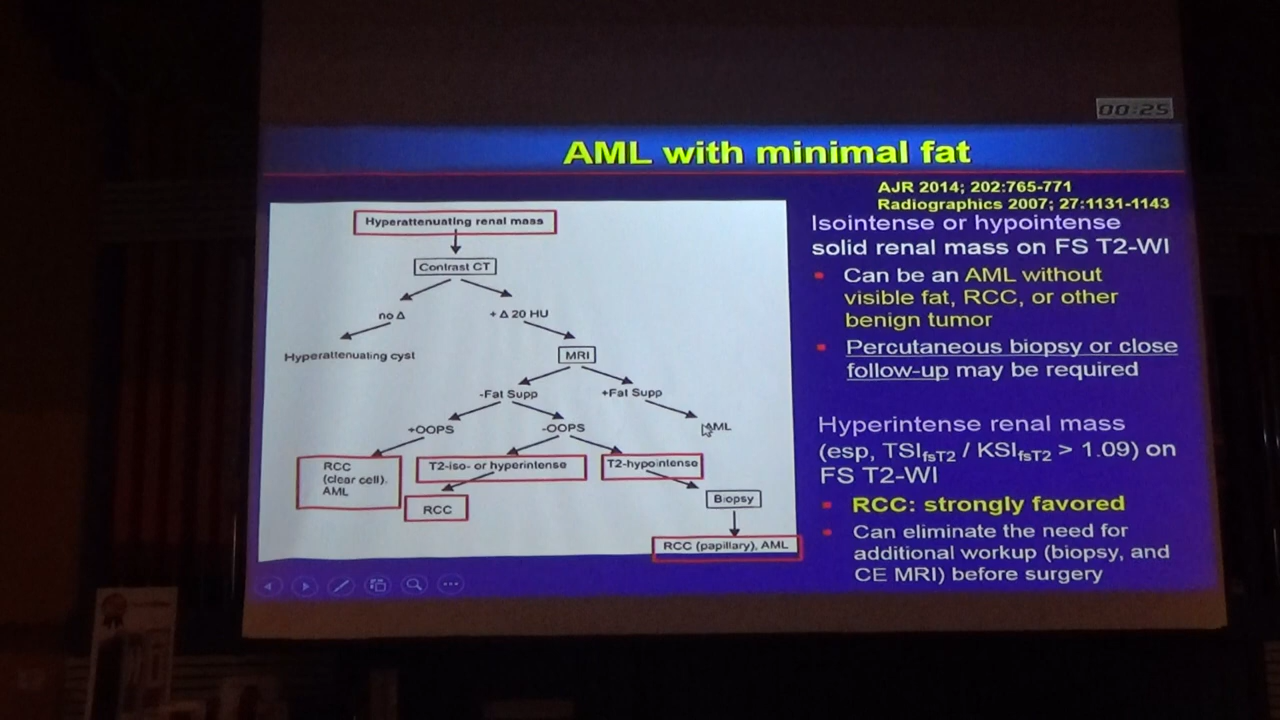 00:25
AML with minimal fat
AJR 2014; 202:765-771
Radiographics 2007; 27:1131-1143
Hyperattenuating renal mass
Contrast CT
no Δ
+ Δ 20 HU
Hyperattenuating cyst
MRI
-Fat Supp
+Fat Supp
+OOPS
-OOPS
AML
RCC
(clear cell),
AML
T2-iso- or hyperintense
T2-hypointense
RCC
Biopsy
RCC (papillary), AML
Isointense or hypointense
solid renal mass on FS T2-WI
Can be an AML without
visible fat, RCC, or other
benign tumor
Percutaneous biopsy or close
follow-up may be required
Hyperintense renal mass
(esp, TSIfsT2 / KSIfsT2 > 1.09) on
FS T2-WI
RCC: strongly favored
Can eliminate the need for
additional workup (biopsy, and
CE MRI) before surgery